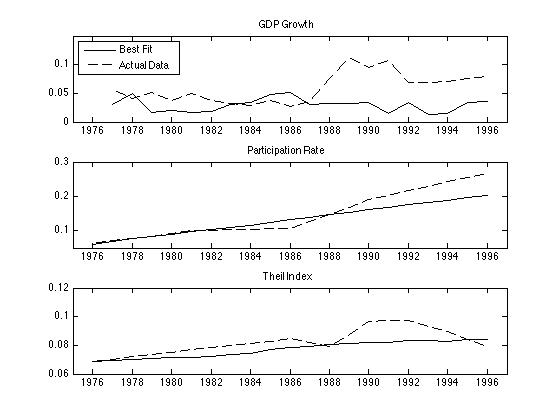 GDP Growth
Best Fit
Actual Data
0.1
0.05
0
1976 1978 1980 1982 1984 1986 1988 1990 1992 1994 1996
Participation Rate
0.3
0.2
0.1
1976 1978 1980 1982 1984 1986 1988 1990 1992 1994 1996
Theil Index
0.12
0.1
0.08
0.06
1976 1978 1980 1982 1984 1986 1988 1990 1992 1994 1996